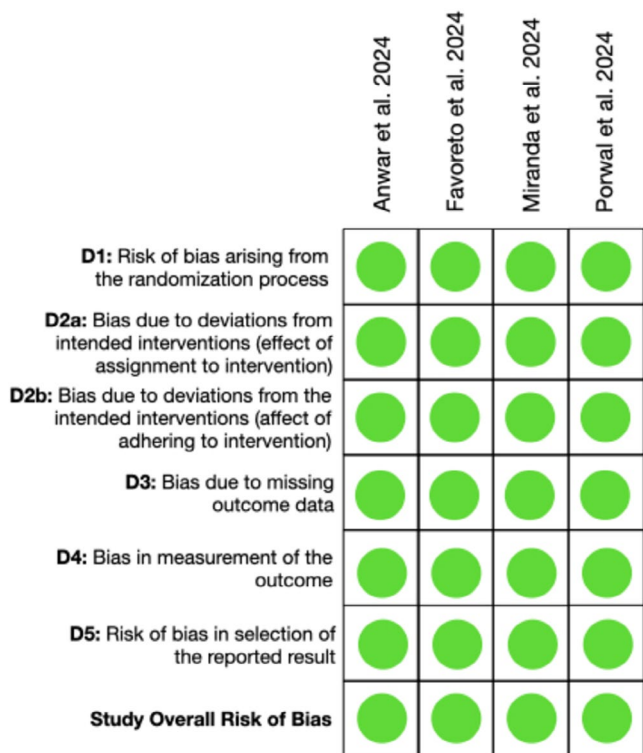 Anwar et al. 2024
Favoreto et al. 2024
Miranda et al. 2024
Porwal et al. 2024
D1: Risk of bias arising from
the randomization process
D2a: Bias due to deviations from
intended interventions (effect of
assignment to intervention)
D2b: Bias due to deviations from the
intended interventions (affect of
adhering to intervention)
D3: Bias due to missing
outcome data
D4: Bias in measurement of the
outcome
D5: Risk of bias in selection of
the reported result
Study Overall Risk of Bias